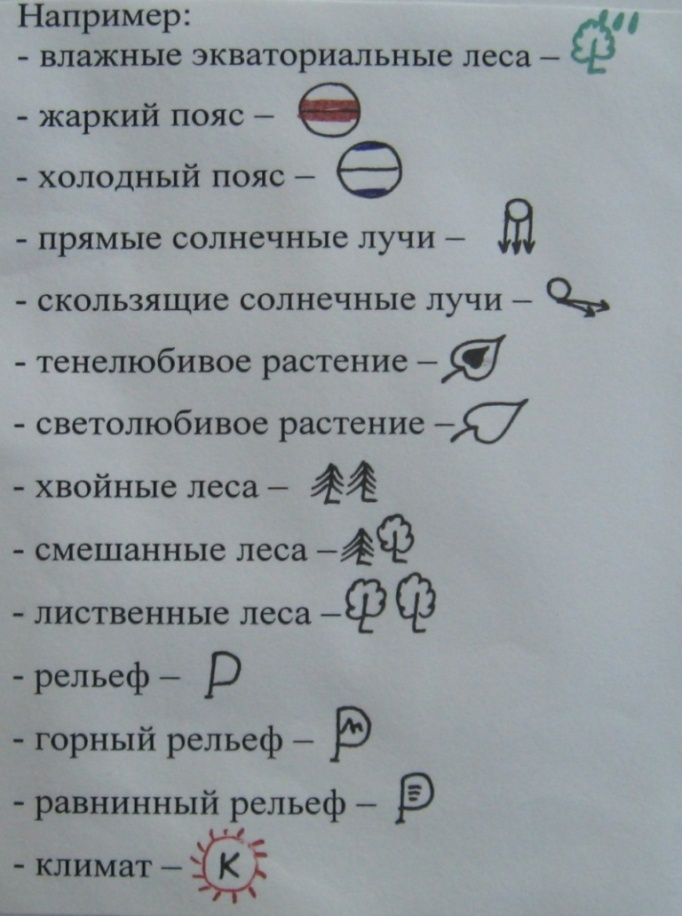 Например:
- влажные экваториальные леса –
- жаркий пояс –
- холодный пояс –
- прямые солнечные лучи –
- скользящие солнечные лучи –
- тенелюбивое растение –
- светолюбивое растение –
- хвойные леса –
- смешанные леса –
- лиственные леса –
- рельеф – Р
- горный рельеф – Р
- равнинный рельеф – Р
- климат – К